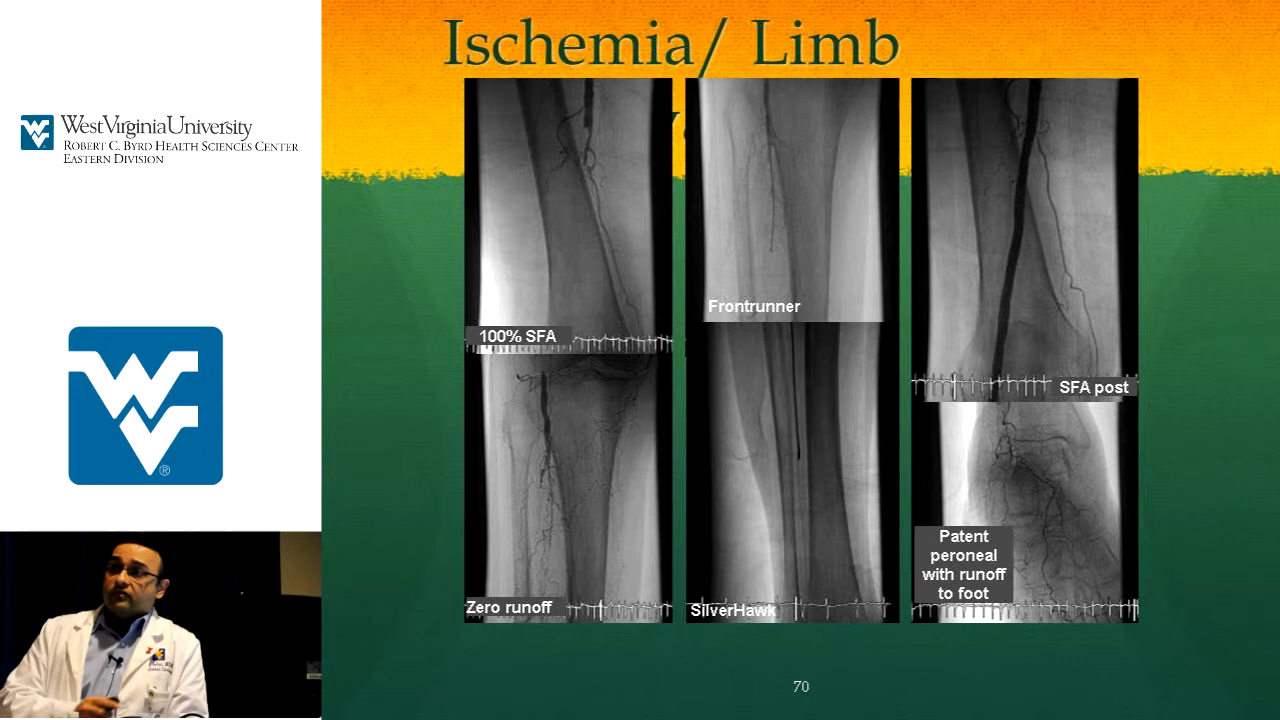 West Virginia University
ROBERT C. BYRD HEALTH SCIENCES CENTER
EASTERN DIVISION
®
Ischemia/ Limb
100% SFA
Zero runoff
Frontrunner
SilverHawk
SFA post
Patent
peroneal
with runoff
to foot
70